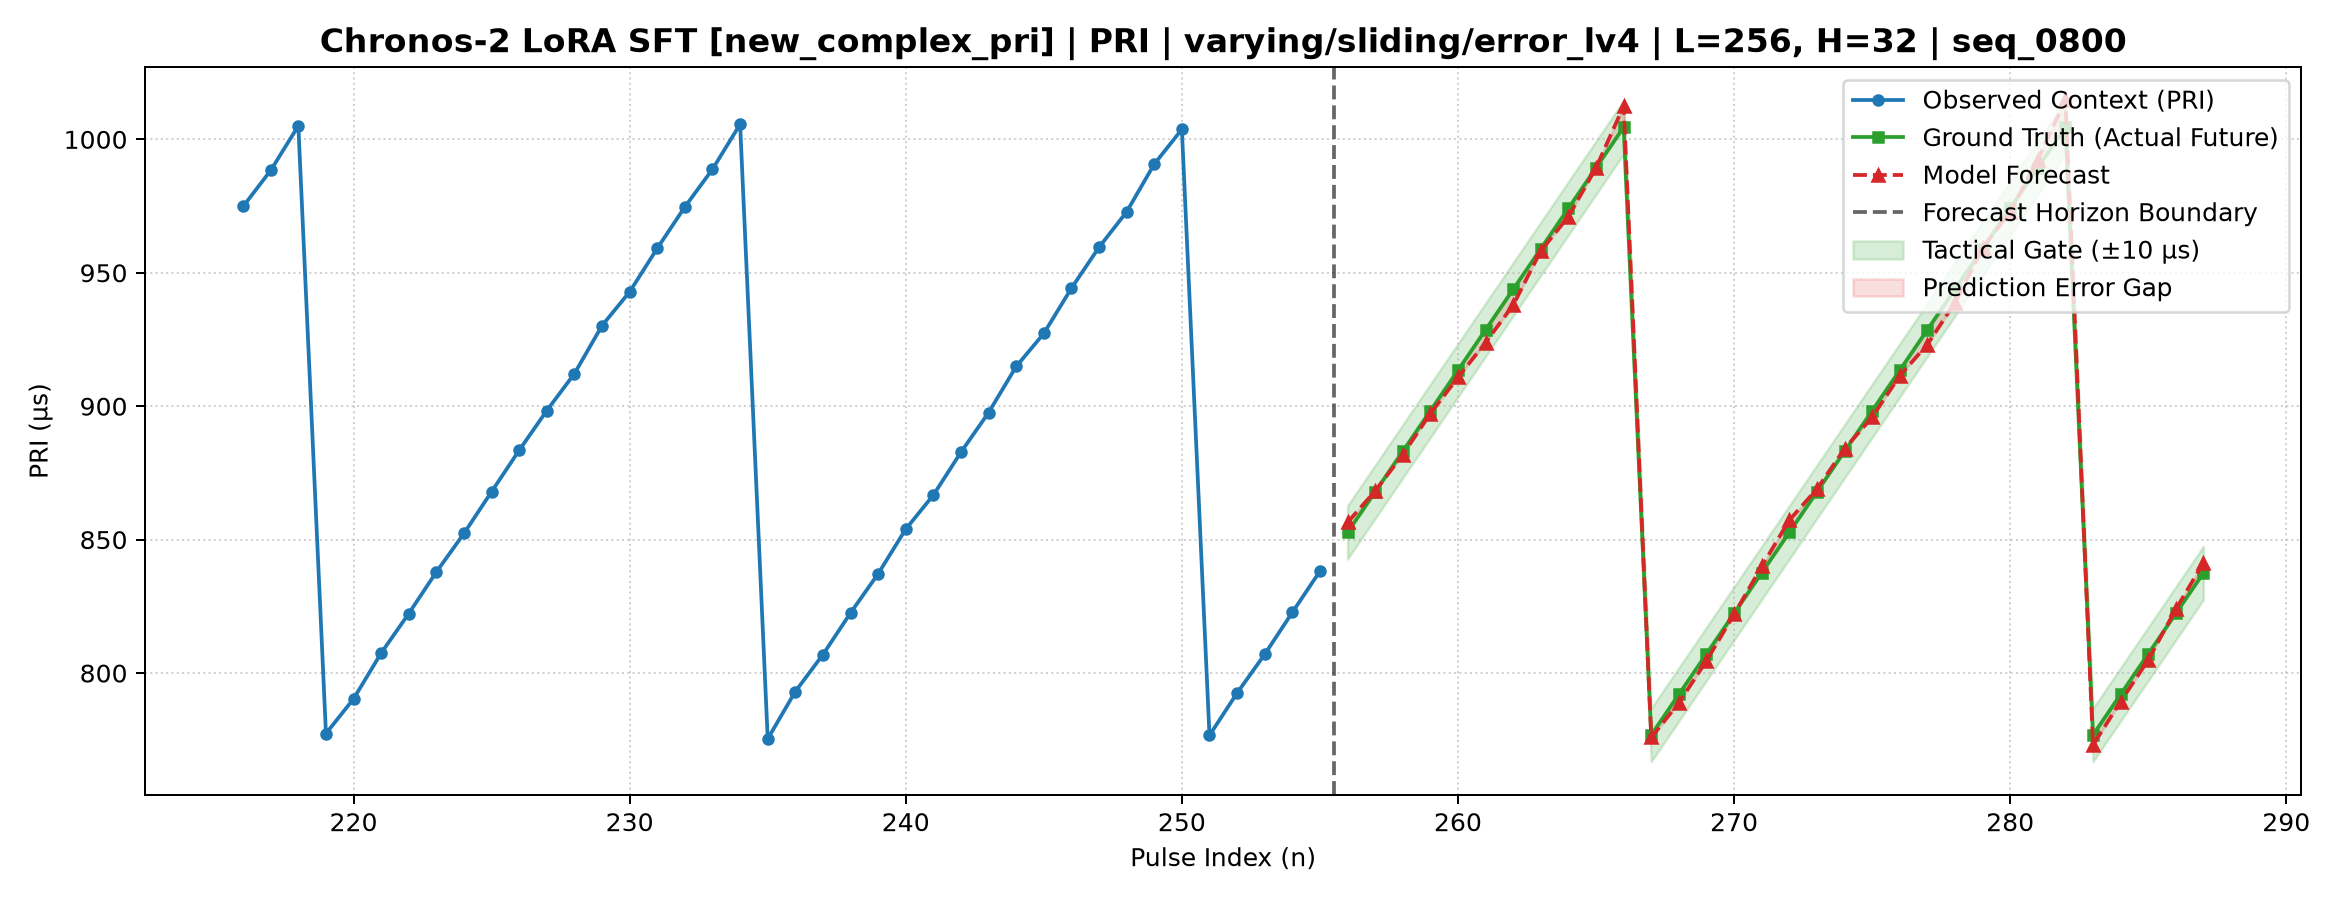 Chronos-2 LoRA SFT [new_complex_pri] | PRI | varying/sliding/error_lv4 | L=256, H=32 | seq_0800
PRI (µs)
1000
950
900
850
800
Observed Context (PRI)
Ground Truth (Actual Future)
Model Forecast
Forecast Horizon Boundary
Tactical Gate (±10 µs)
Prediction Error Gap
220
230
240
250
260
270
280
290
Pulse Index (n)